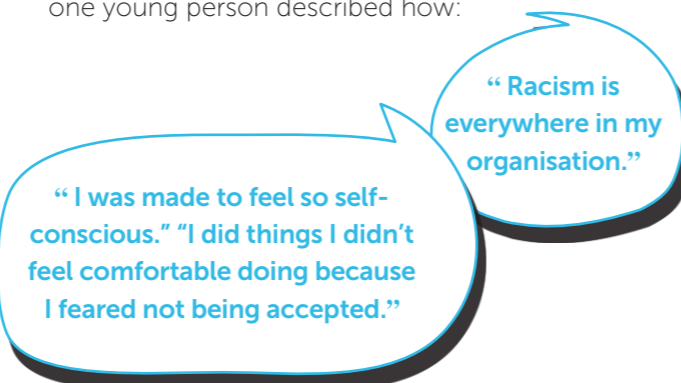 one young person described how:
“ Racism is
everywhere in my
organisation.”
“ I was made to feel so self-
conscious.” “I did things I didn’t
feel comfortable doing because
I feared not being accepted.”